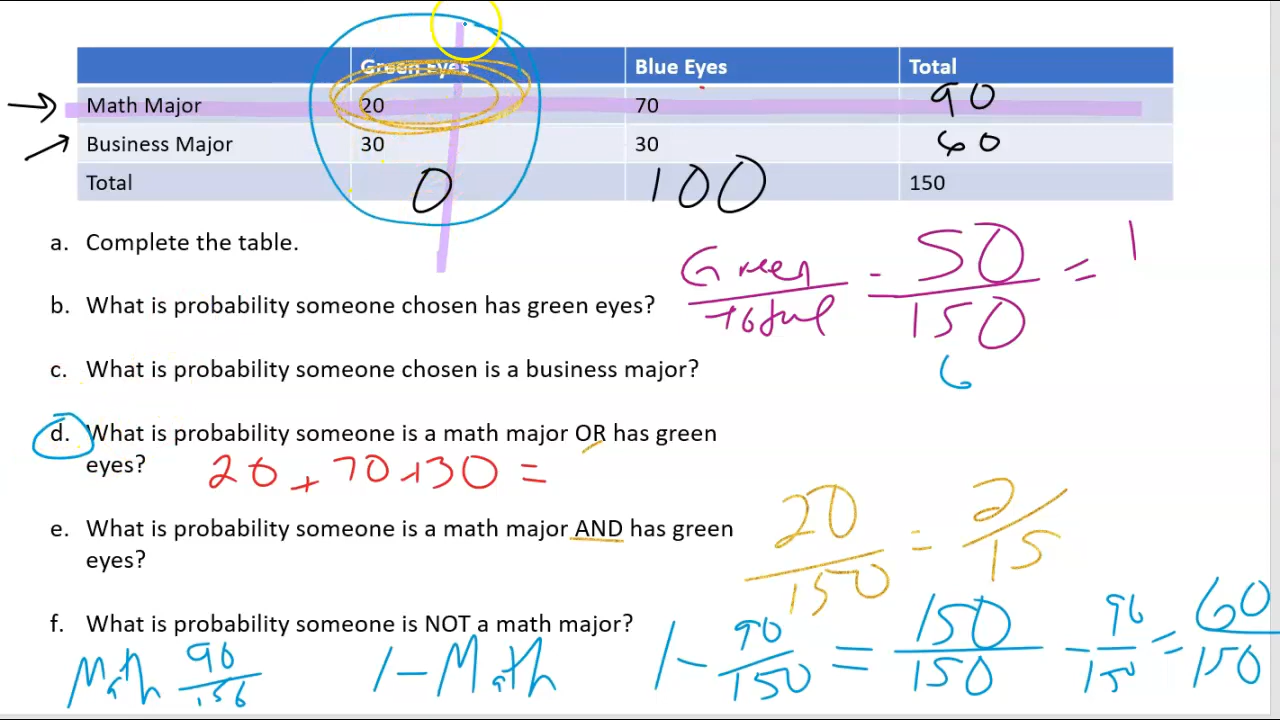 Green Eyes Blue Eyes Total
Math Major 20 70 90
Business Major 30 30 60
Total 0 100 150
a. Complete the table.
b. What is probability someone chosen has green eyes? Green/Total = 50/150 = 1
c. What is probability someone chosen is a business major? 6
d. What is probability someone is a math major OR has green
eyes? 20 + 70 + 30 =
e. What is probability someone is a math major AND has green
eyes? 20/150 = 2/15
f. What is probability someone is NOT a math major?
Math 90/150 1 - Math 1 - 90/150 = 150/150 - 90/150 = 60/150